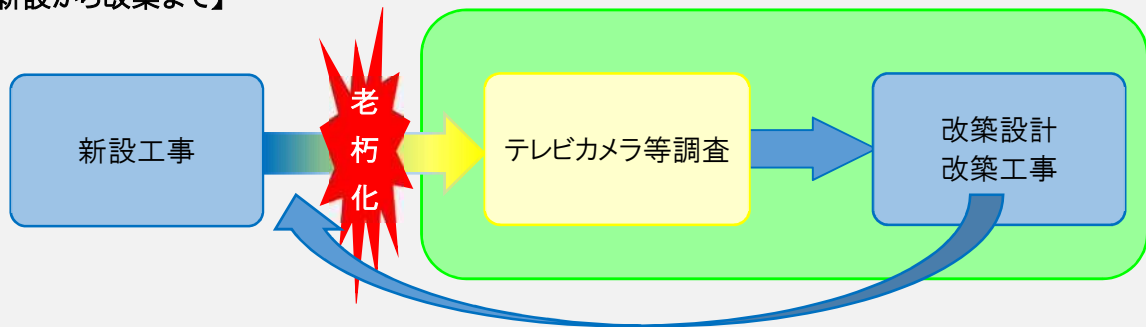 新設から改築まで】
新設工事
老朽化
テレビカメラ等調査
改築設計
改築工事